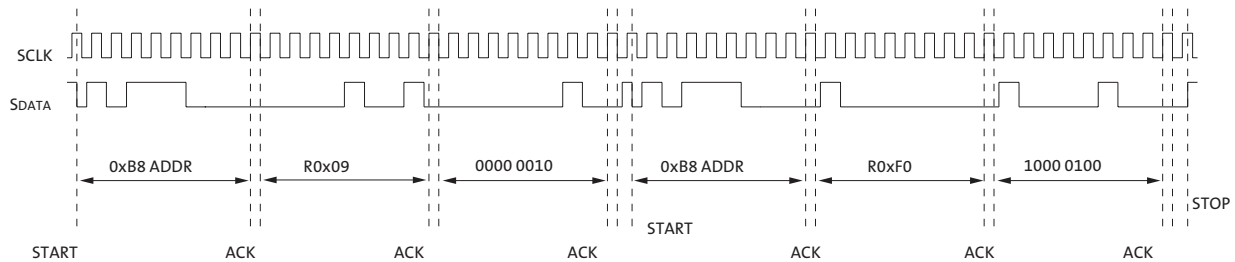 SCLK
SDATA
0xB8 ADDR
R0x09
0000 0010
0xB8 ADDR
R0xF0
1000 0100
STOP
START
START
ACK
ACK
ACK
ACK
ACK
ACK